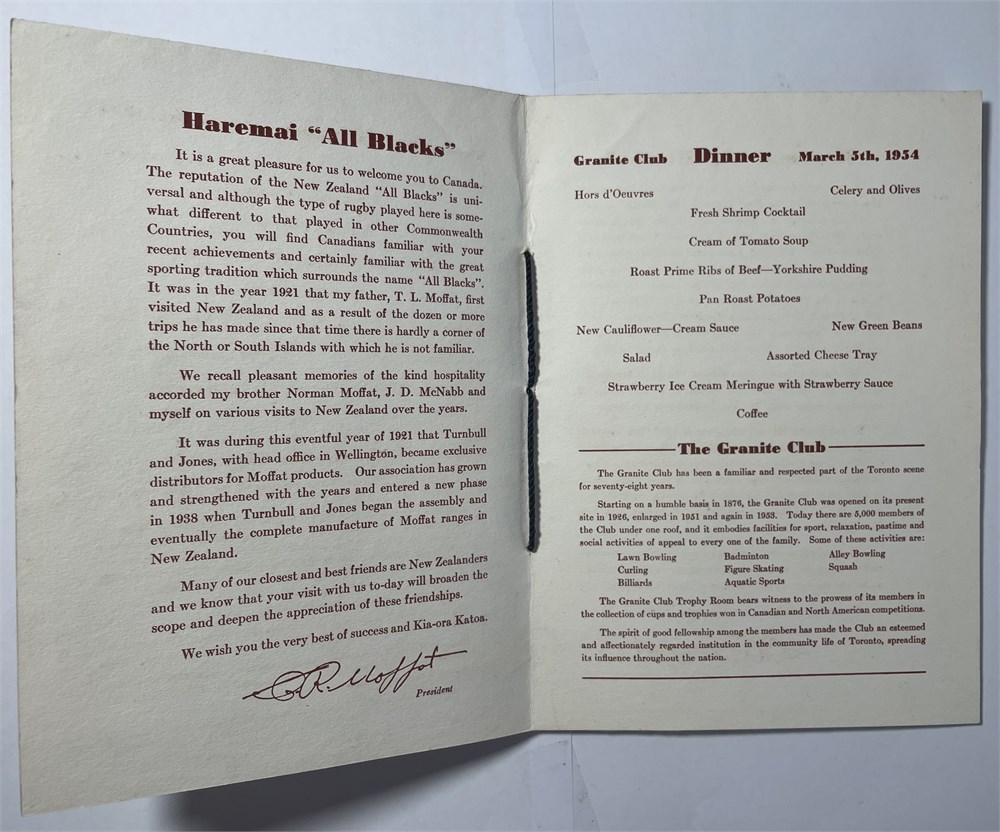 Haremai “All Blacks”
It is a great pleasure for us to welcome you to Canada.
The reputation of the New Zealand “All Blacks” is uni-
versal and although the type of rugby played here is some-
what different to that played in other Commonwealth
Countries, you will find Canadians familiar with your
recent achievements and certainly familiar with the great
sporting tradition which surrounds the name “All Blacks”.
It was in the year 1921 that my father, T. L. Moffat, first
visited New Zealand and as a result of the dozen or more
trips he has made since that time there is hardly a corner of
the North or South Islands with which he is not familiar.
We recall pleasant memories of the kind hospitality
accorded my brother Norman Moffat, J. D. McNabb and
myself on various visits to New Zealand over the years.
It was during this eventful year of 1921 that Turnbull
and Jones, with head office in Wellington, became exclusive
distributors for Moffat products. Our association has grown
and strengthened with the years and entered a new phase
in 1938 when Turnbull and Jones began the assembly and
eventually the complete manufacture of Moffat ranges in
New Zealand.
Many of our closest and best friends are New Zealanders
and we know that your visit with us to-day will broaden the
scope and deepen the appreciation of these friendships.
We wish you the very best of success and Kia-ora Katoa.
R. Moffat
President
Granite Club Dinner March 5th, 1954
Hors d’Oeuvres Celery and Olives
Fresh Shrimp Cocktail
Cream of Tomato Soup
Roast Prime Ribs of Beef—Yorkshire Pudding
Pan Roast Potatoes
New Cauliflower—Cream Sauce New Green Beans
Salad Assorted Cheese Tray
Strawberry Ice Cream Meringue with Strawberry Sauce
Coffee
The Granite Club
The Granite Club has been a familiar and respected part of the Toronto scene
for seventy-eight years.
Starting on a humble basis in 1876, the Granite Club was opened on its present
site in 1926, enlarged in 1951 and again in 1953. Today there are 5,000 members of
the Club under one roof, and it embodies facilities for sport, relaxation, pastime and
social activities of appeal to every one of the family. Some of these activities are:
Lawn Bowling Badminton Alley Bowling
Curling Figure Skating Squash
Billiards Aquatic Sports
The Granite Club Trophy Room bears witness to the prowess of its members in
the collection of cups and trophies won in Canadian and North American competitions.
The spirit of good fellowship among the members has made the Club an esteemed
and affectionately regarded institution in the community life of Toronto, spreading
its influence throughout the nation.